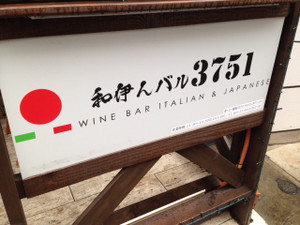 和伊んバル3751
WINE BAR ITALIAN & JAPANESE